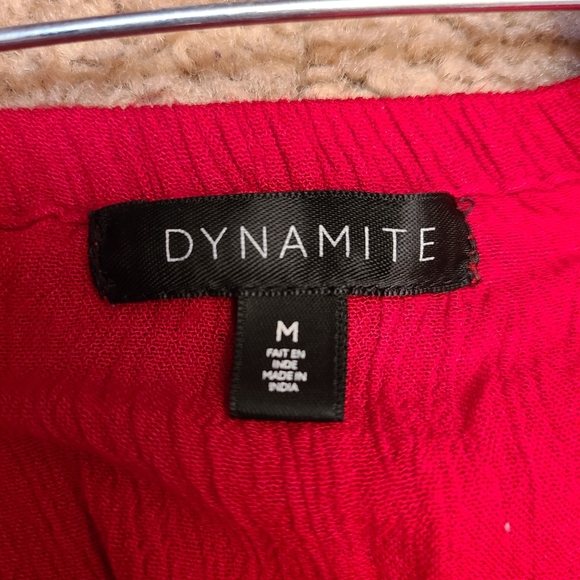 DYNAMITE
M
FAIT EN
INDE
MADE IN
INDIA